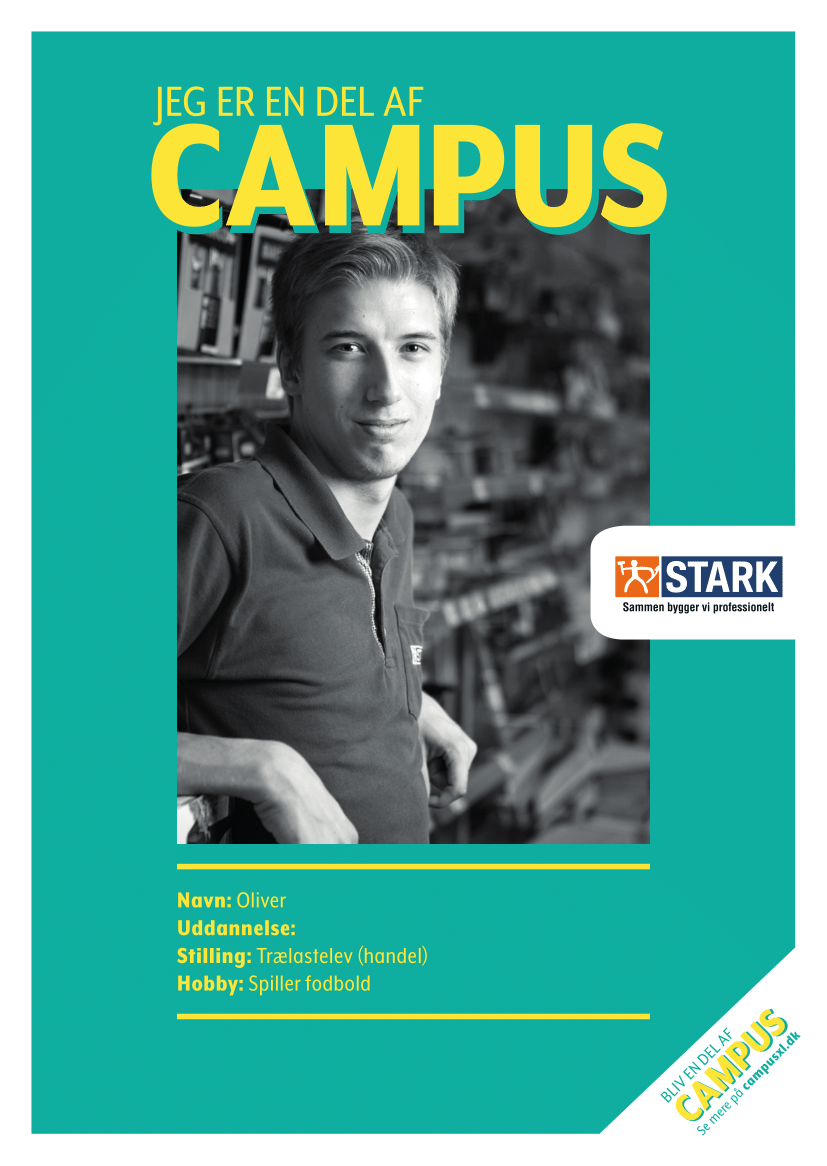 JEG ER EN DEL AF
CAMPUS
STARK
Sammen bygger vi professionelt
Navn: Oliver
Uddannelse:
Stilling: Trælastelev (handel)
Hobby: Spiller fodbold
BLIV EN DEL AF
CAMPUS
Se mere på campusxl.dk